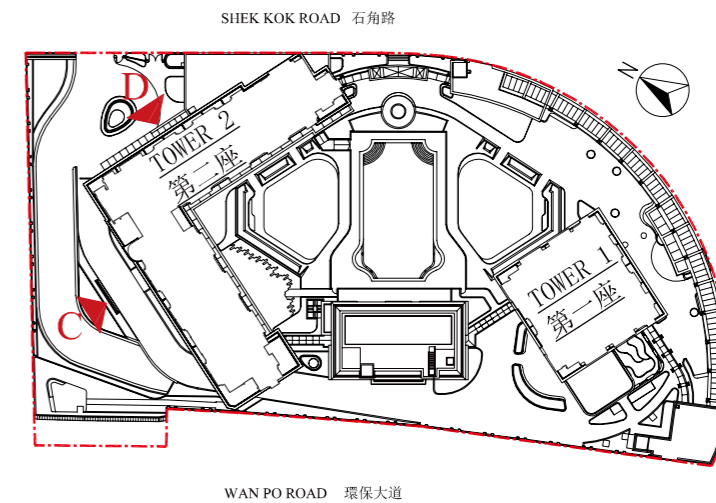 SHEK KOK ROAD 石角路
N
D
TOWER 2
第二座
TOWER 1
第一座
C
WAN PO ROAD 環保大道